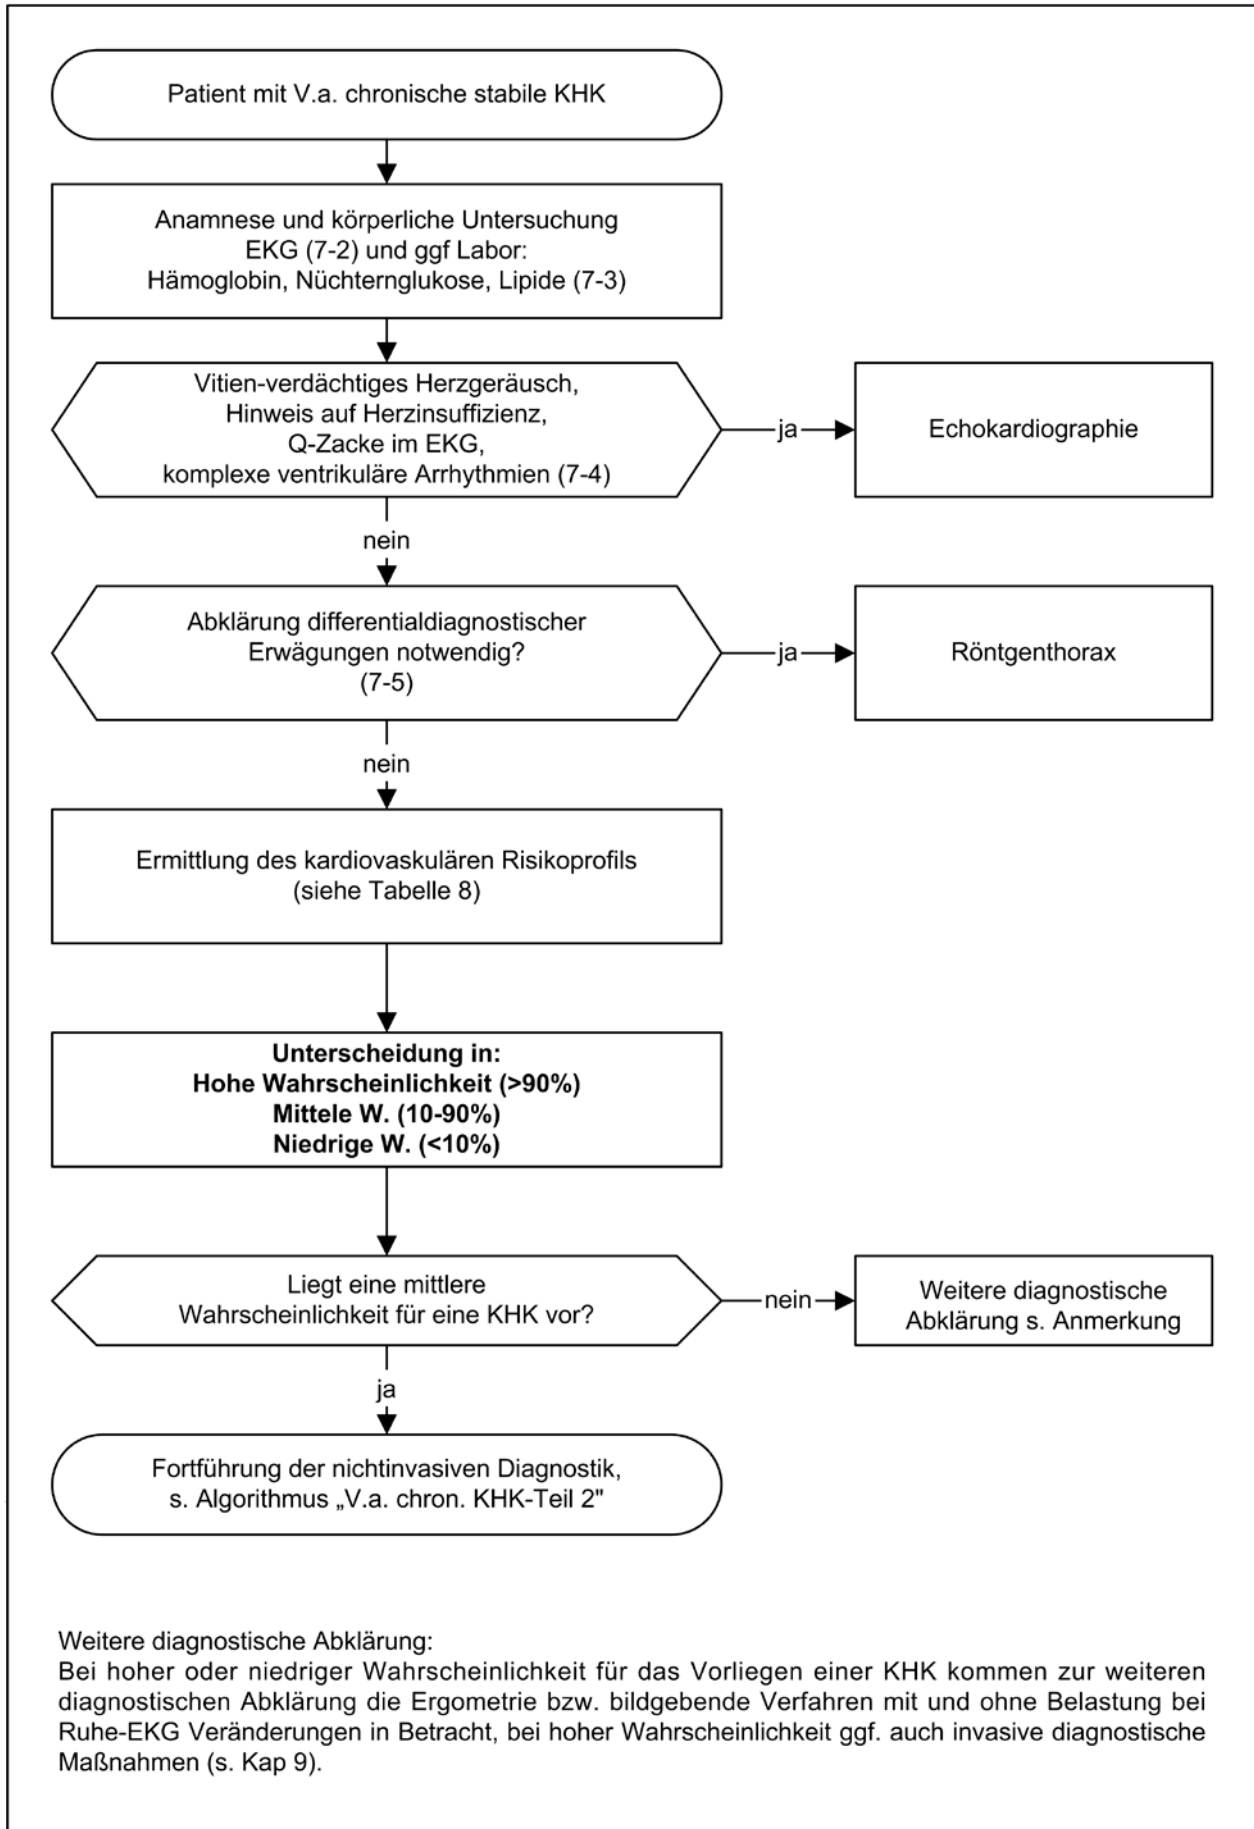 Patient mit V.a. chronische stabile KHK
Anamnese und körperliche Untersuchung
EKG (7-2) und ggf Labor:
Hämoglobin, Nüchternglukose, Lipide (7-3)
Vitien-verdächtiges Herzgeräusch,
Hinweis auf Herzinsuffizienz,
Q-Zacke im EKG,
komplexe ventrikuläre Arrhythmien (7-4)
ja
Echokardiographie
nein
Abklärung differentialdiagnostischer
Erwägungen notwendig?
(7-5)
ja
Röntgenthorax
nein
Ermittlung des kardiovaskulären Risikoprofils
(siehe Tabelle 8)
Unterscheidung in:
Hohe Wahrscheinlichkeit (>90%)
Mittele W. (10-90%)
Niedrige W. (<10%)
Liegt eine mittlere
Wahrscheinlichkeit für eine KHK vor?
nein
Weitere diagnostische
Abklärung s. Anmerkung
ja
Fortführung der nichtinvasiven Diagnostik,
s. Algorithmus „V.a. chron. KHK-Teil 2"
Weitere diagnostische Abklärung:
Bei hoher oder niedriger Wahrscheinlichkeit für das Vorliegen einer KHK kommen zur weiteren
diagnostischen Abklärung die Ergometrie bzw. bildgebende Verfahren mit und ohne Belastung bei
Ruhe-EKG Veränderungen in Betracht, bei hoher Wahrscheinlichkeit ggf. auch invasive diagnostische
Maßnahmen (s. Kap 9).